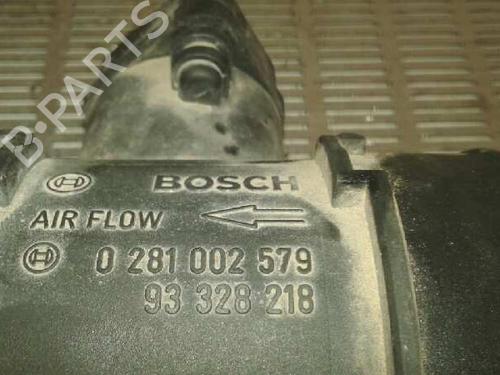 B-PARTS
BOSCH
AIR FLOW
0 281 002 579
93 328 218